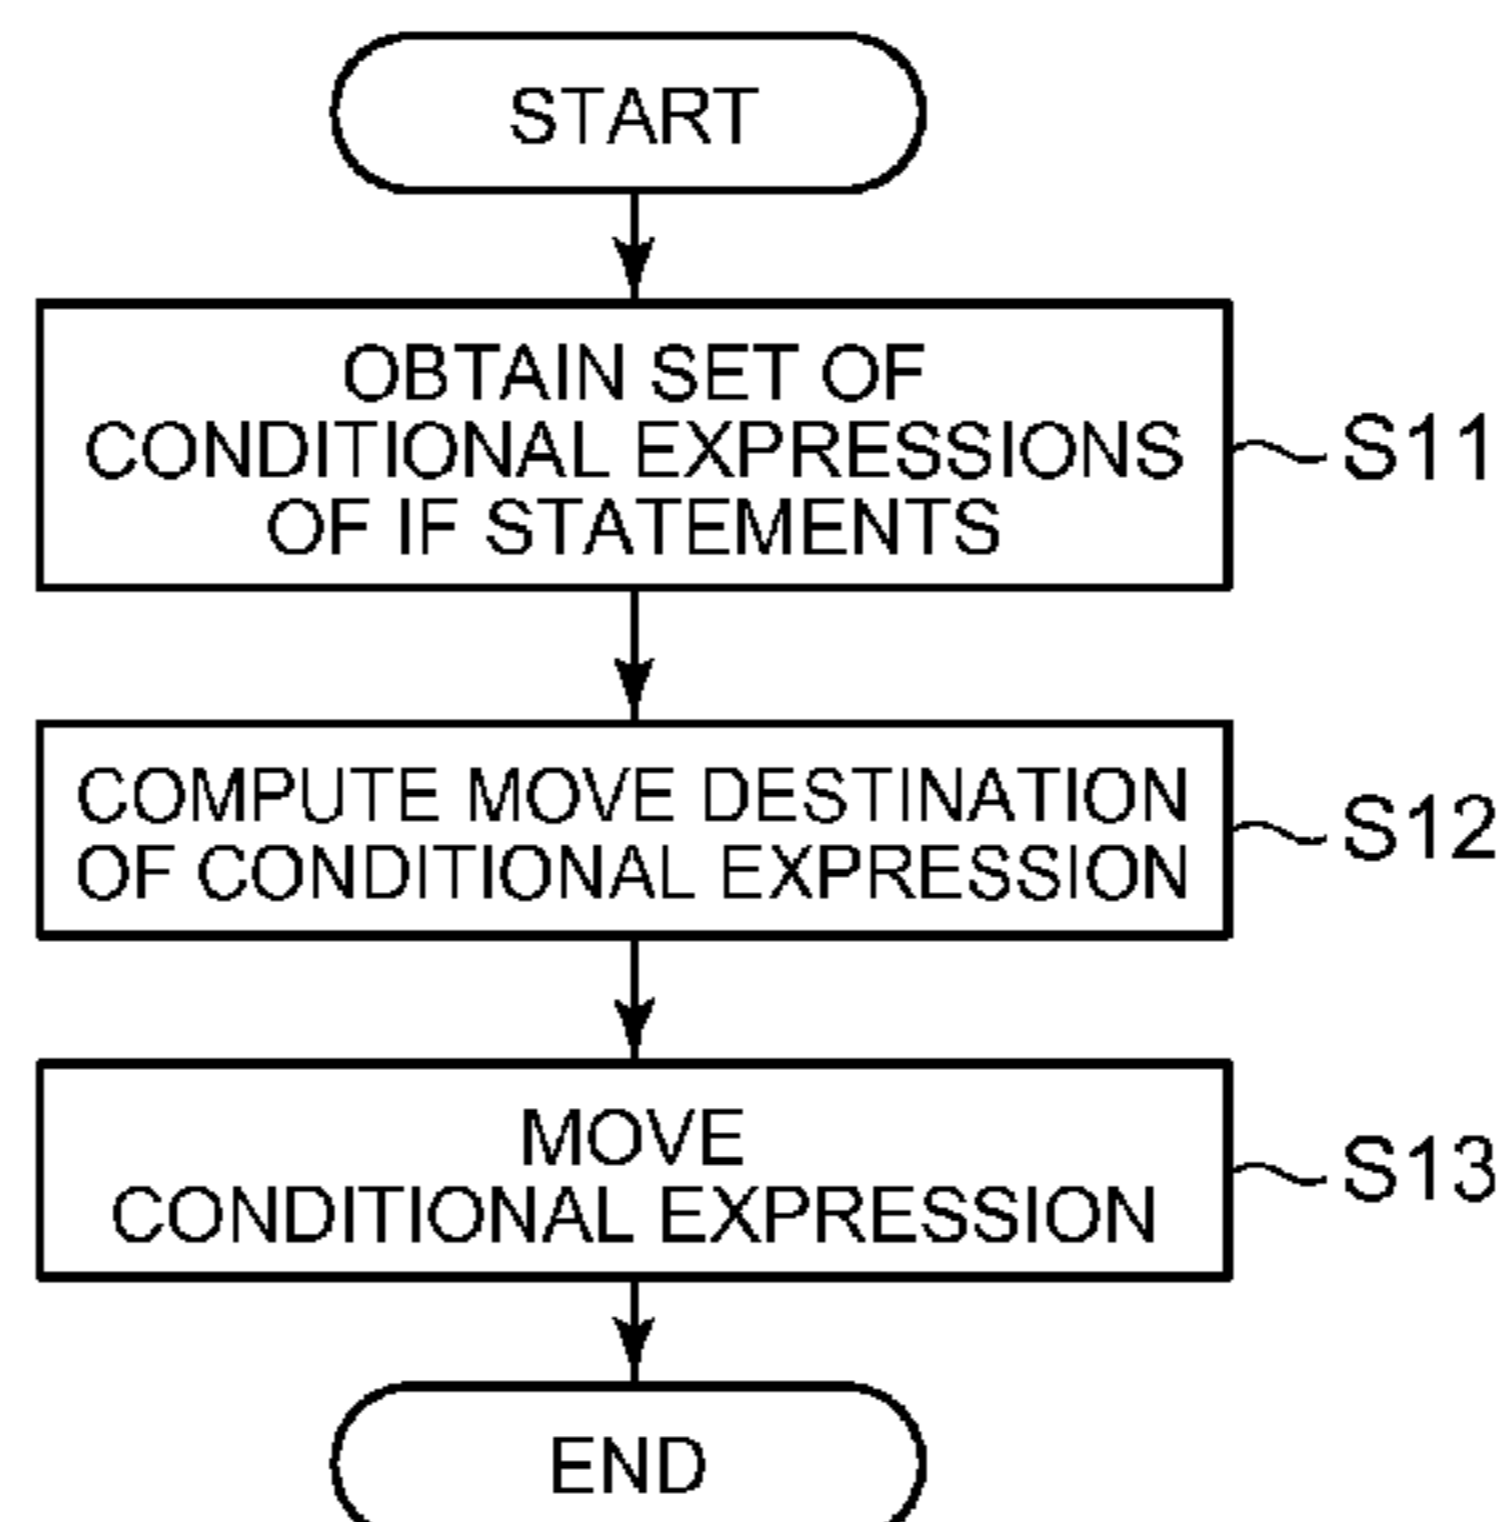 START
OBTAIN SET OF
CONDITIONAL EXPRESSIONS
OF IF STATEMENTS
S11
COMPUTE MOVE DESTINATION
OF CONDITIONAL EXPRESSION
S12
MOVE
CONDITIONAL EXPRESSION
S13
END